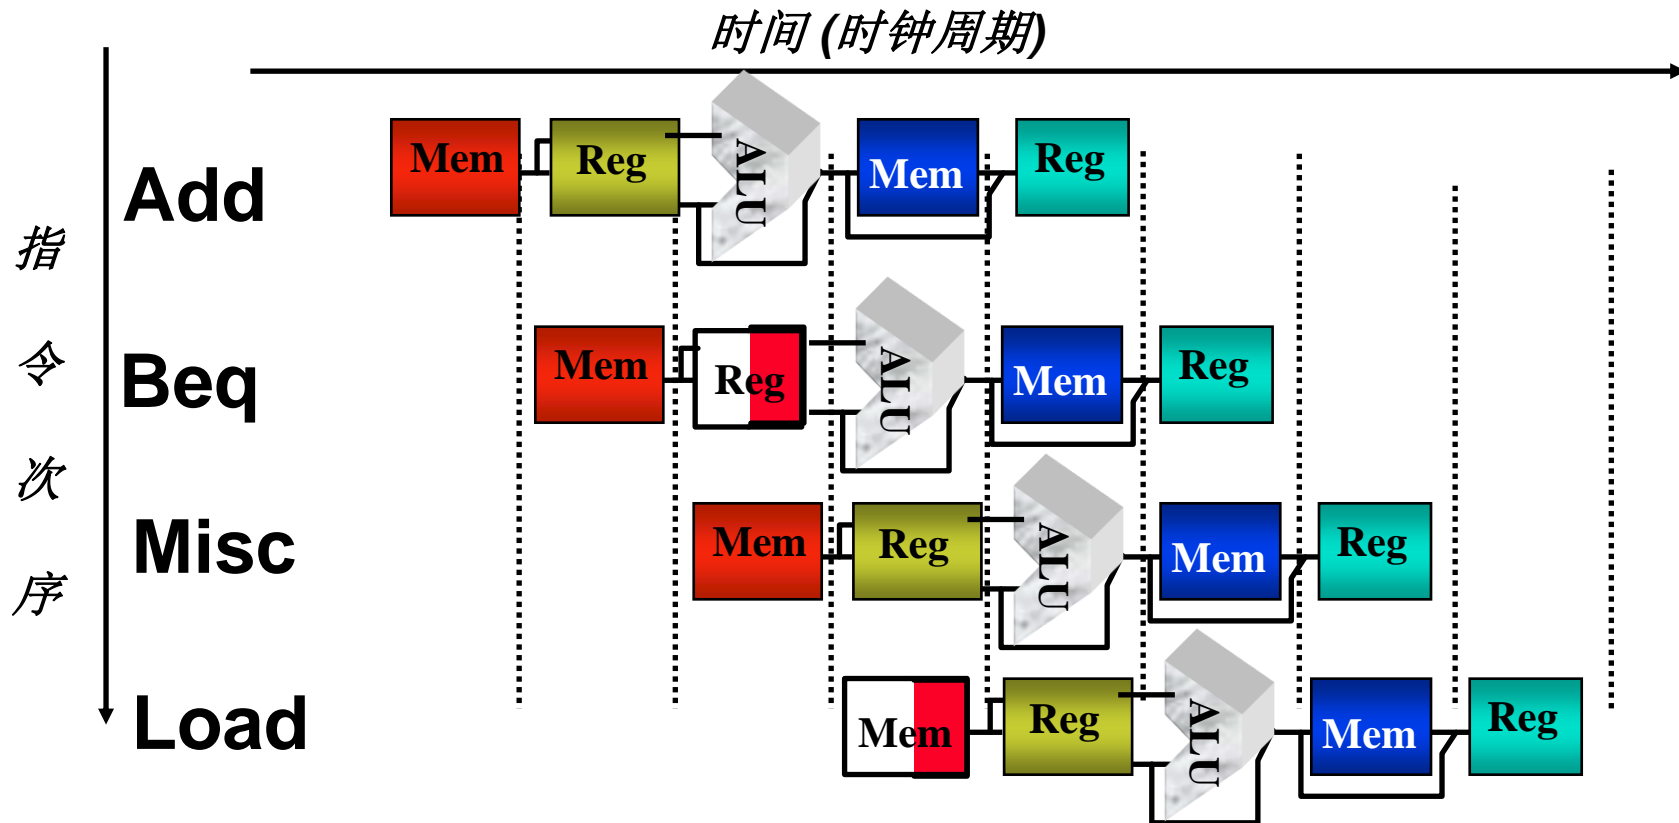 时间 (时钟周期)
指令次序
Add
Mem
Reg
ALU
Mem
Reg
Beq
Mem
Reg
ALU
Mem
Reg
Misc
Mem
Reg
ALU
Mem
Reg
Load
Mem
Reg
ALU
Mem
Reg